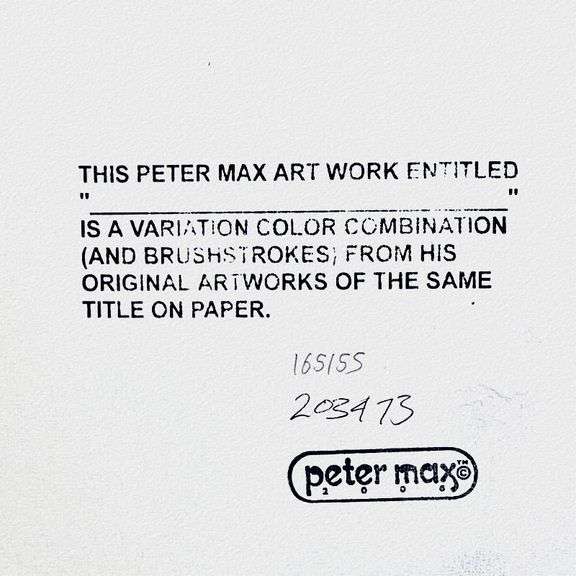 THIS PETER MAX ART WORK ENTITLED
" "
IS A VARIATION COLOR COMBINATION
(AND BRUSHSTROKES) FROM HIS
ORIGINAL ARTWORKS OF THE SAME
TITLE ON PAPER.
165155
203473
peter max™©